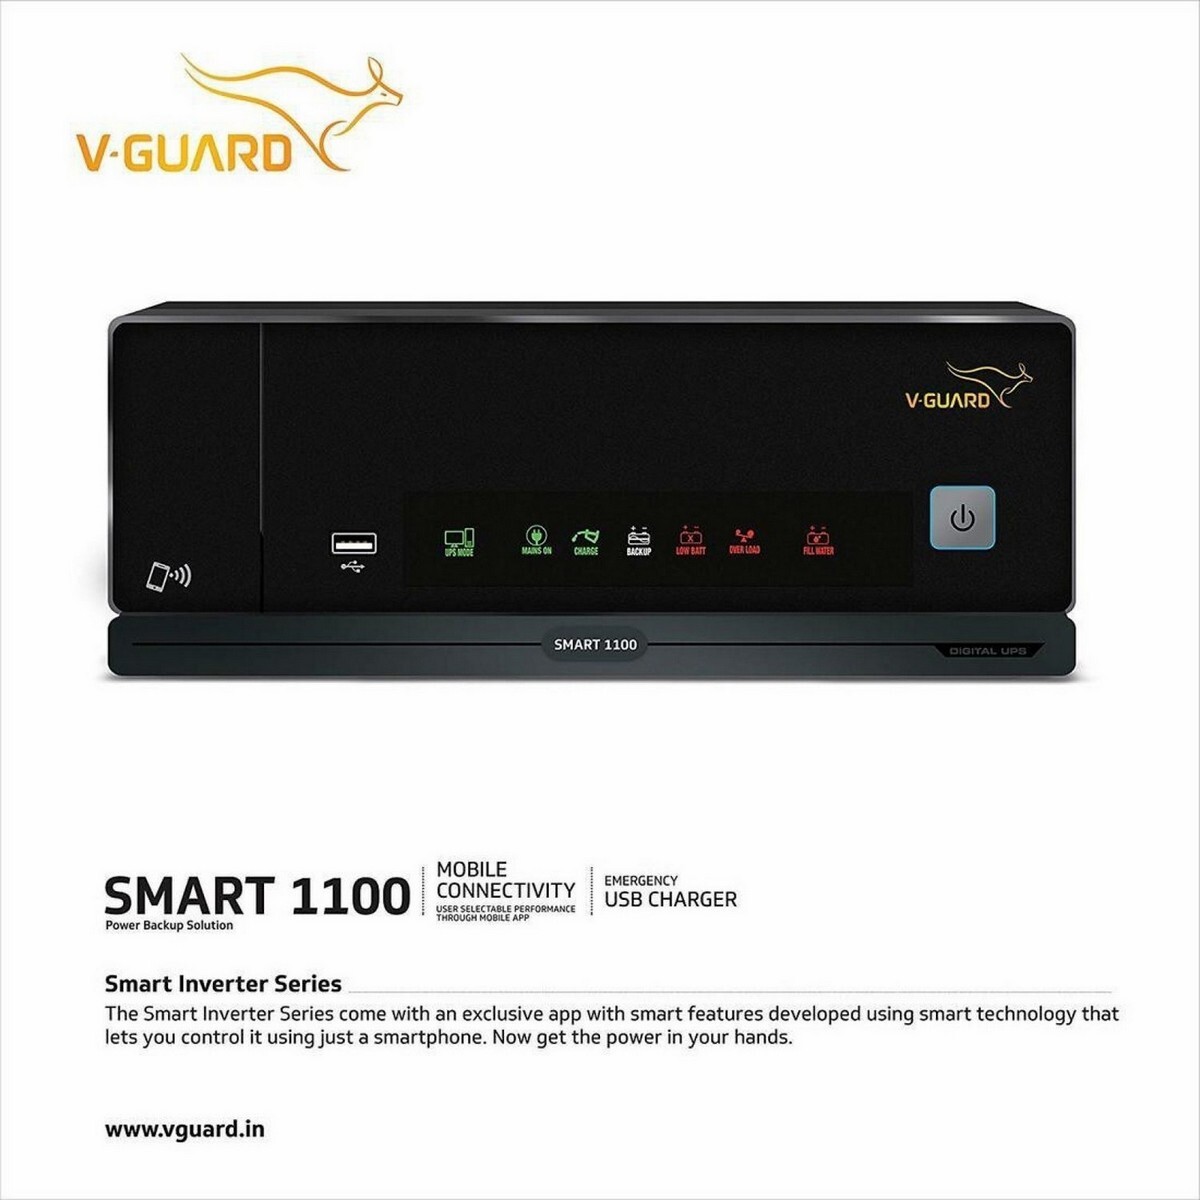 V-GUARD
V-GUARD
UPS MODE
MAINS ON
CHARGE
BACKUP
LOW BATT
OVER LOAD
FILL WATER
SMART 1100
DIGITAL UPS
SMART 1100
Power Backup Solution
MOBILE
CONNECTIVITY
USER SELECTABLE PERFORMANCE
THROUGH MOBILE APP
EMERGENCY
USB CHARGER
Smart Inverter Series
The Smart Inverter Series come with an exclusive app with smart features developed using smart technology that
lets you control it using just a smartphone. Now get the power in your hands.
www.vguard.in